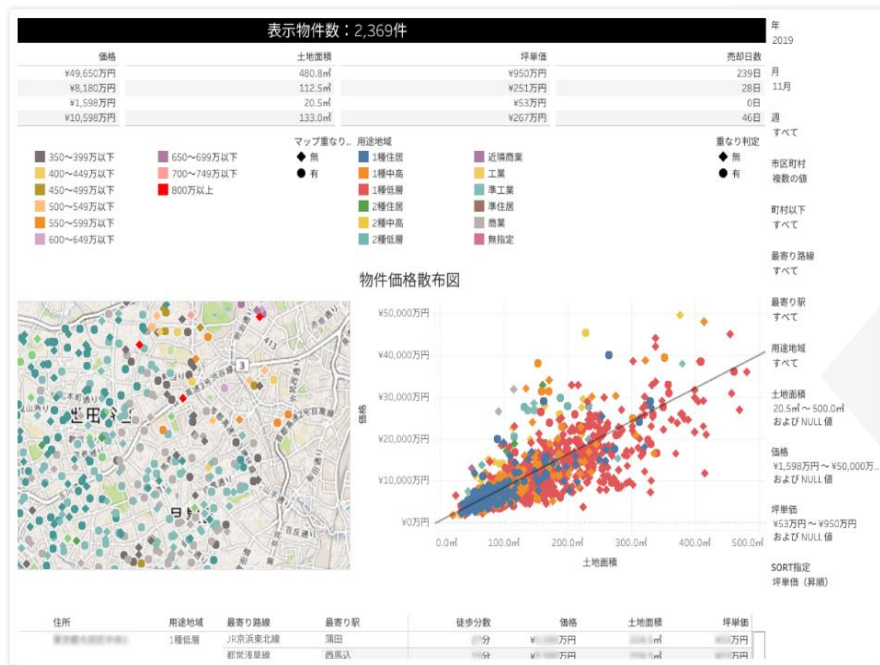 表示物件数：2,369件
価格 土地面積 坪単価 売却日数
¥49,650万円 480.8㎡ ¥950万円 239日
¥8,180万円 112.5㎡ ¥251万円 28日
¥1,598万円 20.5㎡ ¥53万円 0日
¥10,598万円 133.0㎡ ¥267万円 46日
350～399万以下
400～449万以下
450～499万以下
500～549万以下
550～599万以下
600～649万以下
650～699万以下
700～749万以下
800万以上
マップ重なり..
無
有
用途地域
1種住居
1種中高
1種低層
2種住居
2種中高
2種低層
近隣商業
工業
準工業
準住居
商業
無指定
重なり判定
無
有
物件価格散布図
3
413
価格
¥50,000万円
¥40,000万円
¥30,000万円
¥20,000万円
¥10,000万円
¥0万円
0.0㎡ 100.0㎡ 200.0㎡ 300.0㎡ 400.0㎡ 500.0㎡
土地面積
年
2019
月
11月
週
すべて
市区町村
複数の値
町村以下
すべて
最寄り路線
すべて
最寄り駅
すべて
用途地域
すべて
土地面積
20.5㎡～500.0㎡
および NULL 値
価格
¥1,598万円～¥50,000万..
および NULL 値
坪単価
¥53万円～¥950万円
および NULL 値
SORT指定
坪単価（昇順）
住所 用途地域 最寄り路線 最寄り駅 徒歩分数 価格 土地面積 坪単価
1種低層 JR京浜東北線 蒲田 分 万円 ㎡ 万円
都営浅草線 西馬込 分 万円 ㎡ 万円